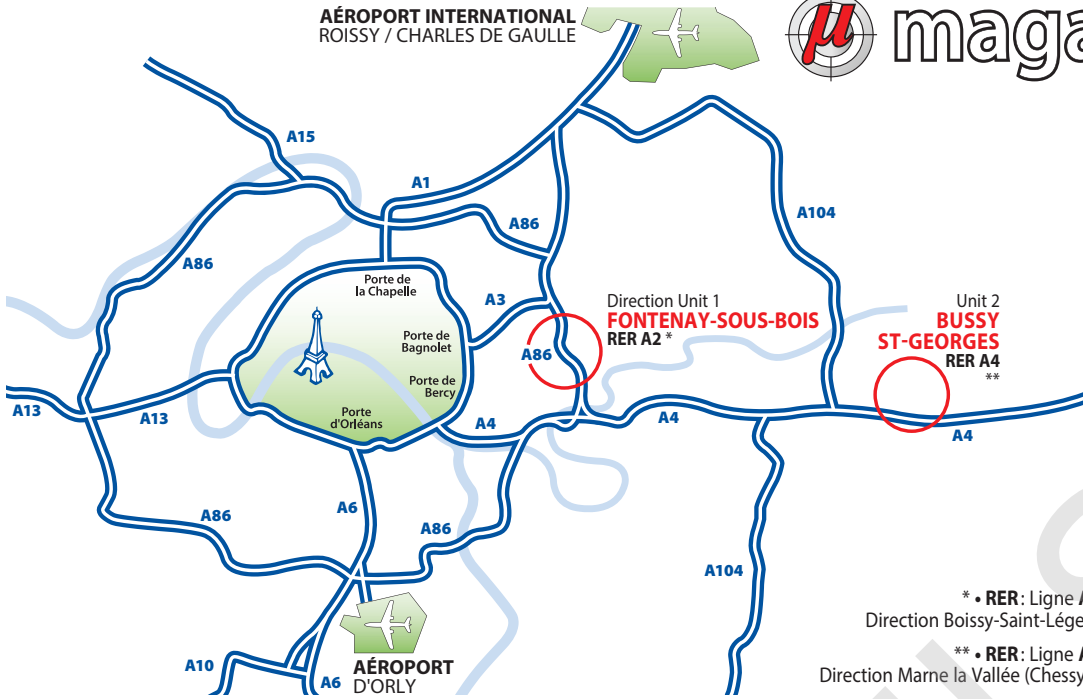 AÉROPORT INTERNATIONAL
ROISSY / CHARLES DE GAULLE
µ maga
A15
A1
A86
A104
A86
Porte de
la Chapelle
A3
Direction Unit 1
FONTENAY-SOUS-BOIS
RER A2 *
Unit 2
BUSSY
ST-GEORGES
RER A4
**
Porte de
Bagnolet
A86
Porte de
Bercy
A13
A13
Porte
d'Orléans
A4
A4
A4
A6
A86
A86
A104
* • RER : Ligne A
Direction Boissy-Saint-Lége
** • RER : Ligne A
Direction Marne la Vallée (Chessy
A10
A6
AÉROPORT
D'ORLY